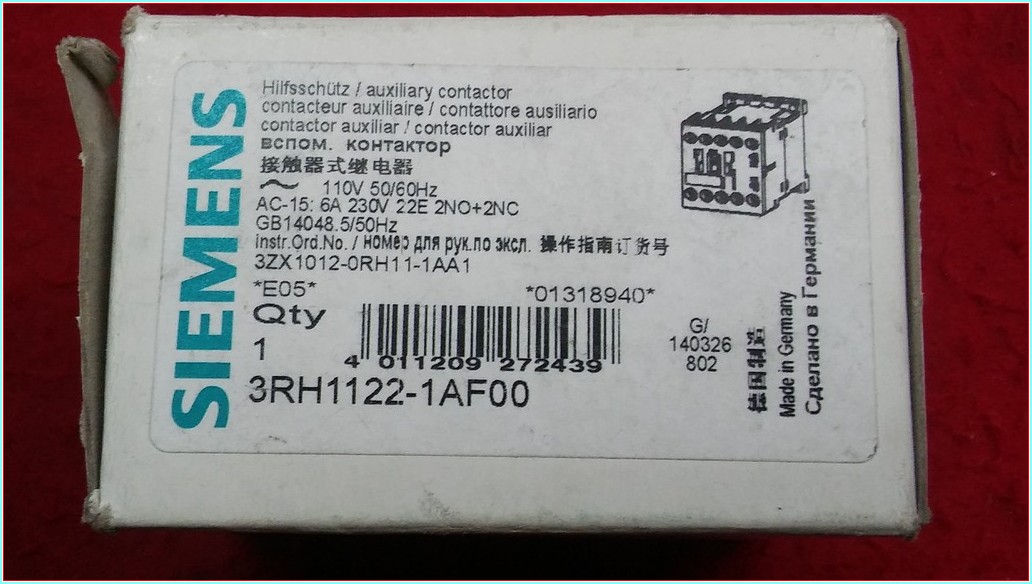 SIEMENS
Hilfsschütz / auxiliary contactor
contacteur auxiliaire / contattore ausiliario
contactor auxiliar / contactor auxiliar
вспом. контактор
接触器式继电器
~ 110V 50/60Hz
AC-15: 6A 230V 22E 2NO+2NC
GB14048.5/50Hz
Instr.Ord.No. / номер для рук.по эксл. 操作指南订货号
3ZX1012-0RH11-1AA1
*E05* *01318940*
Qty
1
4 011209 272439
3RH1122-1AF00
G/
140326
802
德国制造
Made in Germany
Сделано в Германии